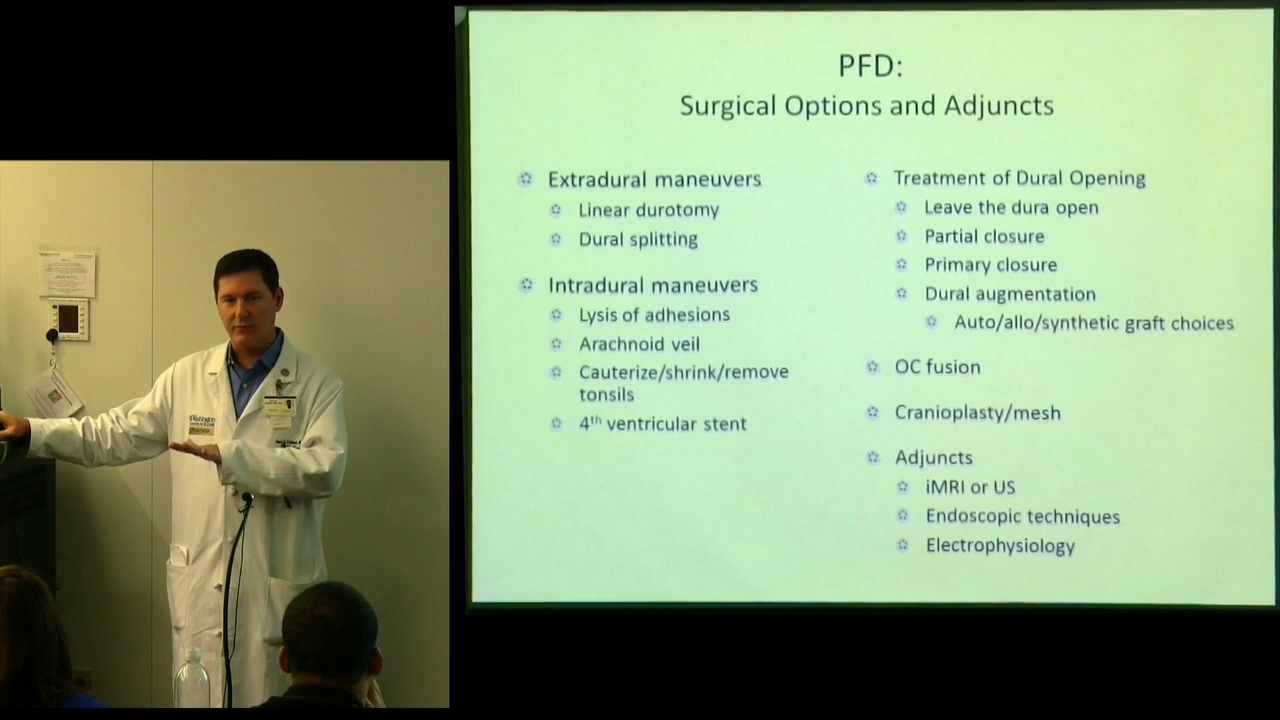 PFD:
Surgical Options and Adjuncts
Extradural maneuvers
Linear durotomy
Dural splitting
Intradural maneuvers
Lysis of adhesions
Arachnoid veil
Cauterize/shrink/remove
tonsils
4th ventricular stent
Treatment of Dural Opening
Leave the dura open
Partial closure
Primary closure
Dural augmentation
Auto/allo/synthetic graft choices
OC fusion
Cranioplasty/mesh
Adjuncts
iMRI or US
Endoscopic techniques
Electrophysiology
Washington